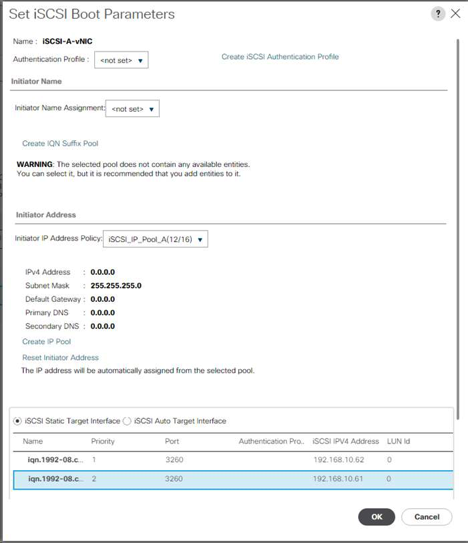 Set iSCSI Boot Parameters ? ×
Name : iSCSI-A-vNIC
Authentication Profile : <not set> ▼ Create iSCSI Authentication Profile
Initiator Name
Initiator Name Assignment: <not set> ▼
Create IQN Suffix Pool
WARNING: The selected pool does not contain any available entities.
You can select it, but it is recommended that you add entities to it.
Initiator Address
Initiator IP Address Policy: iSCSI_IP_Pool_A(12/16) ▼
IPv4 Address : 0.0.0.0
Subnet Mask : 255.255.255.0
Default Gateway : 0.0.0.0
Primary DNS : 0.0.0.0
Secondary DNS : 0.0.0.0
Create IP Pool
Reset Initiator Address
The IP address will be automatically assigned from the selected pool.
iSCSI Static Target Interface iSCSI Auto Target Interface
Name Priority Port Authentication Pro.. iSCSI IPV4 Address LUN Id
iqn.1992-08.c... 1 3260 192.168.10.62 0
iqn.1992-08.c... 2 3260 192.168.10.61 0
OK Cancel